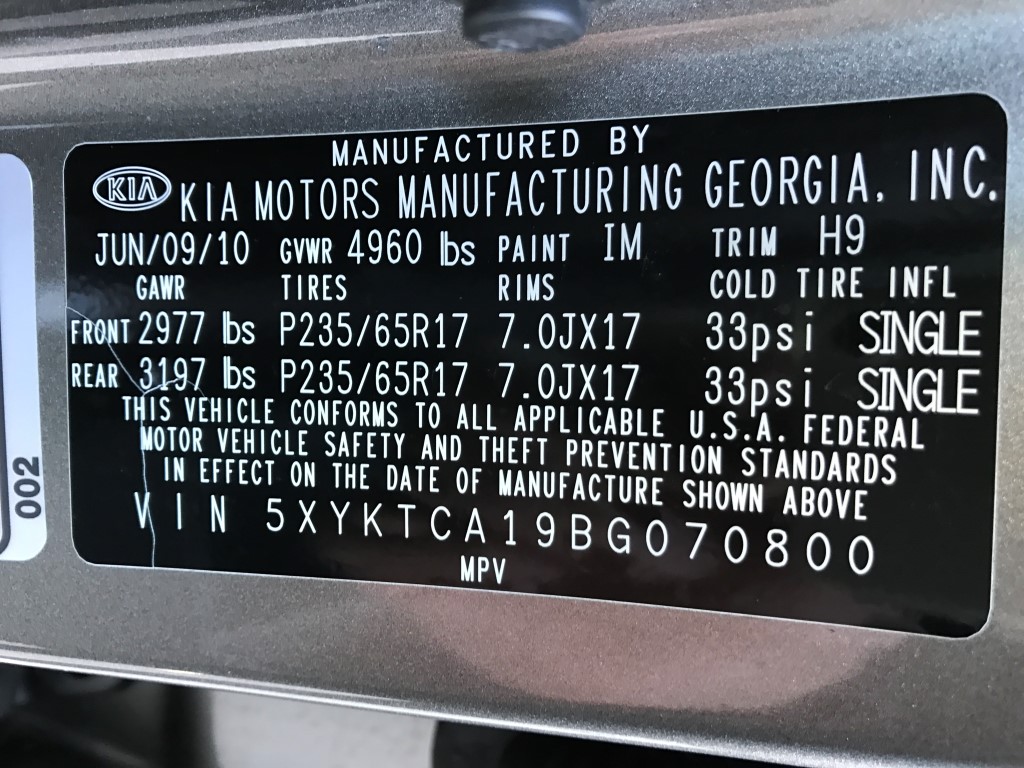 MANUFACTURED BY
KIA KIA MOTORS MANUFACTURING GEORGIA, INC.
JUN/09/10 GVWR 4960 lbs PAINT IM TRIM H9
GAWR TIRES RIMS COLD TIRE INFL
FRONT 2977 lbs P235/65R17 7.0JX17 33psi SINGLE
REAR 3197 lbs P235/65R17 7.0JX17 33psi SINGLE
THIS VEHICLE CONFORMS TO ALL APPLICABLE U.S.A. FEDERAL
MOTOR VEHICLE SAFETY AND THEFT PREVENTION STANDARDS
IN EFFECT ON THE DATE OF MANUFACTURE SHOWN ABOVE
VIN 5XYKTCA19BG070800
MPV
002